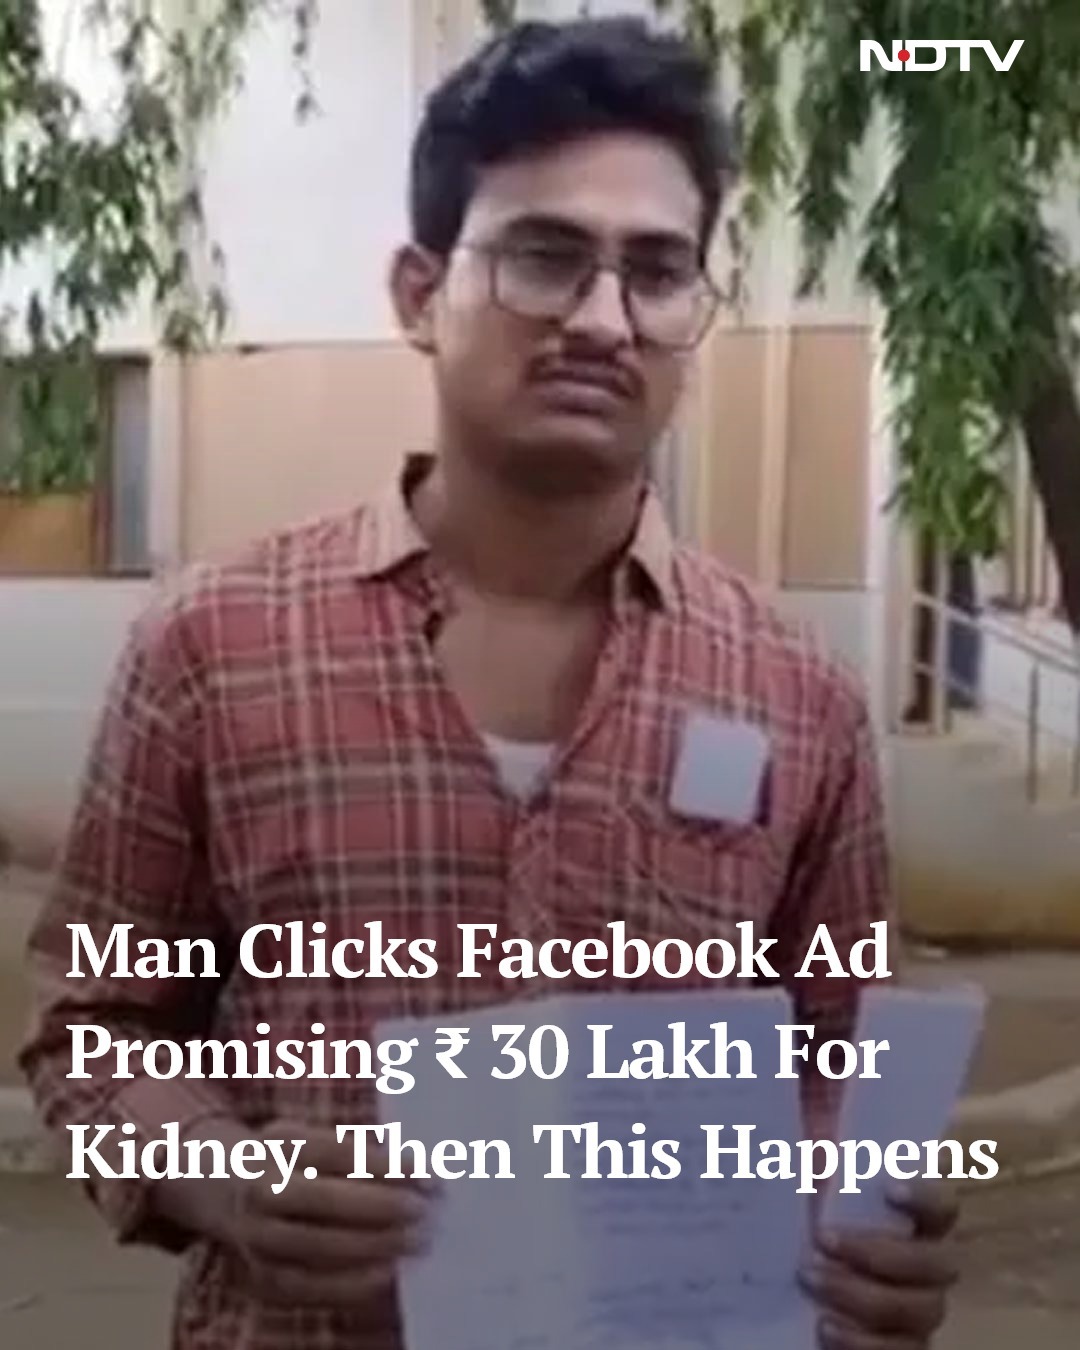 NDTV
Man Clicks Facebook Ad
Promising ₹ 30 Lakh For
Kidney. Then This Happens